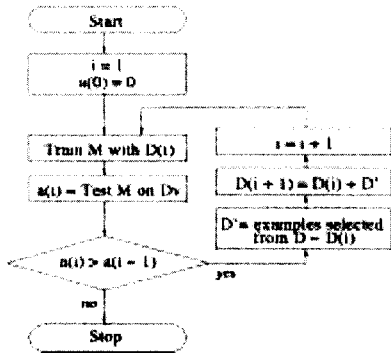 Start
i = 1
a(0) = 0
Train M with D(i)
a(i) = Test M on Dv
a(i) > a(i - 1)
yes
no
Stop
D' = examples selected
from D - D(i)
D(i + 1) = D(i) + D'
i = i + 1